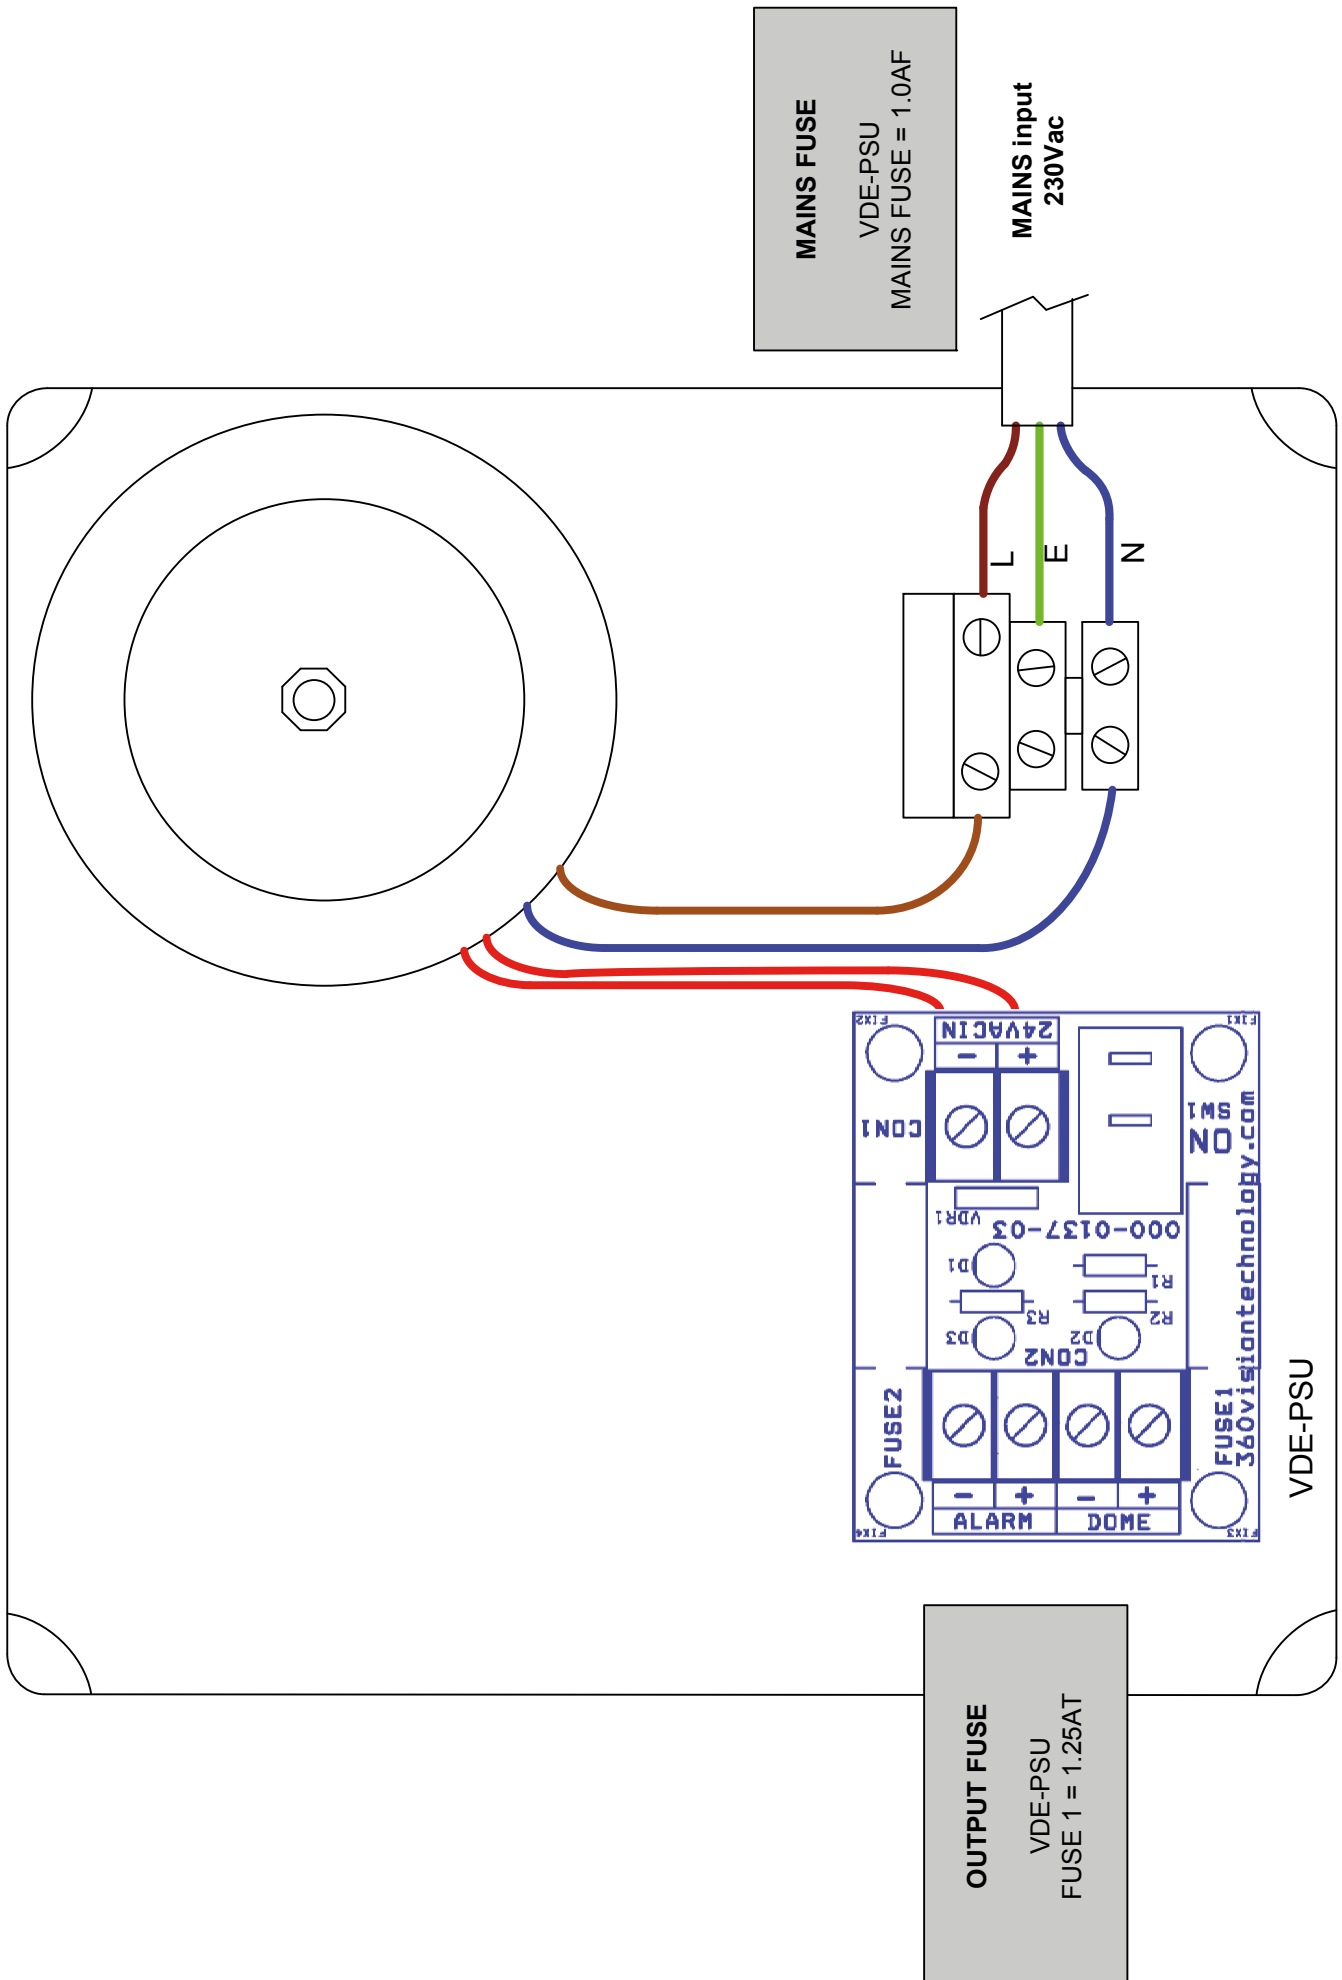 MAINS FUSE
VDE-PSU
MAINS FUSE = 1.0AF
MAINS input
230Vac
L
E
N
FIX2
24VACIN
FIX1
-
+
CON1
SW1
ON
VDR1
000-0137-03
D1
R1
R3
R2
D3
D2
CON2
FUSE2
FUSE1
360visiontechnology.com
-
+
-
+
ALARM
DOME
FIX4
FIX3
VDE-PSU
OUTPUT FUSE
VDE-PSU
FUSE 1 = 1.25AT